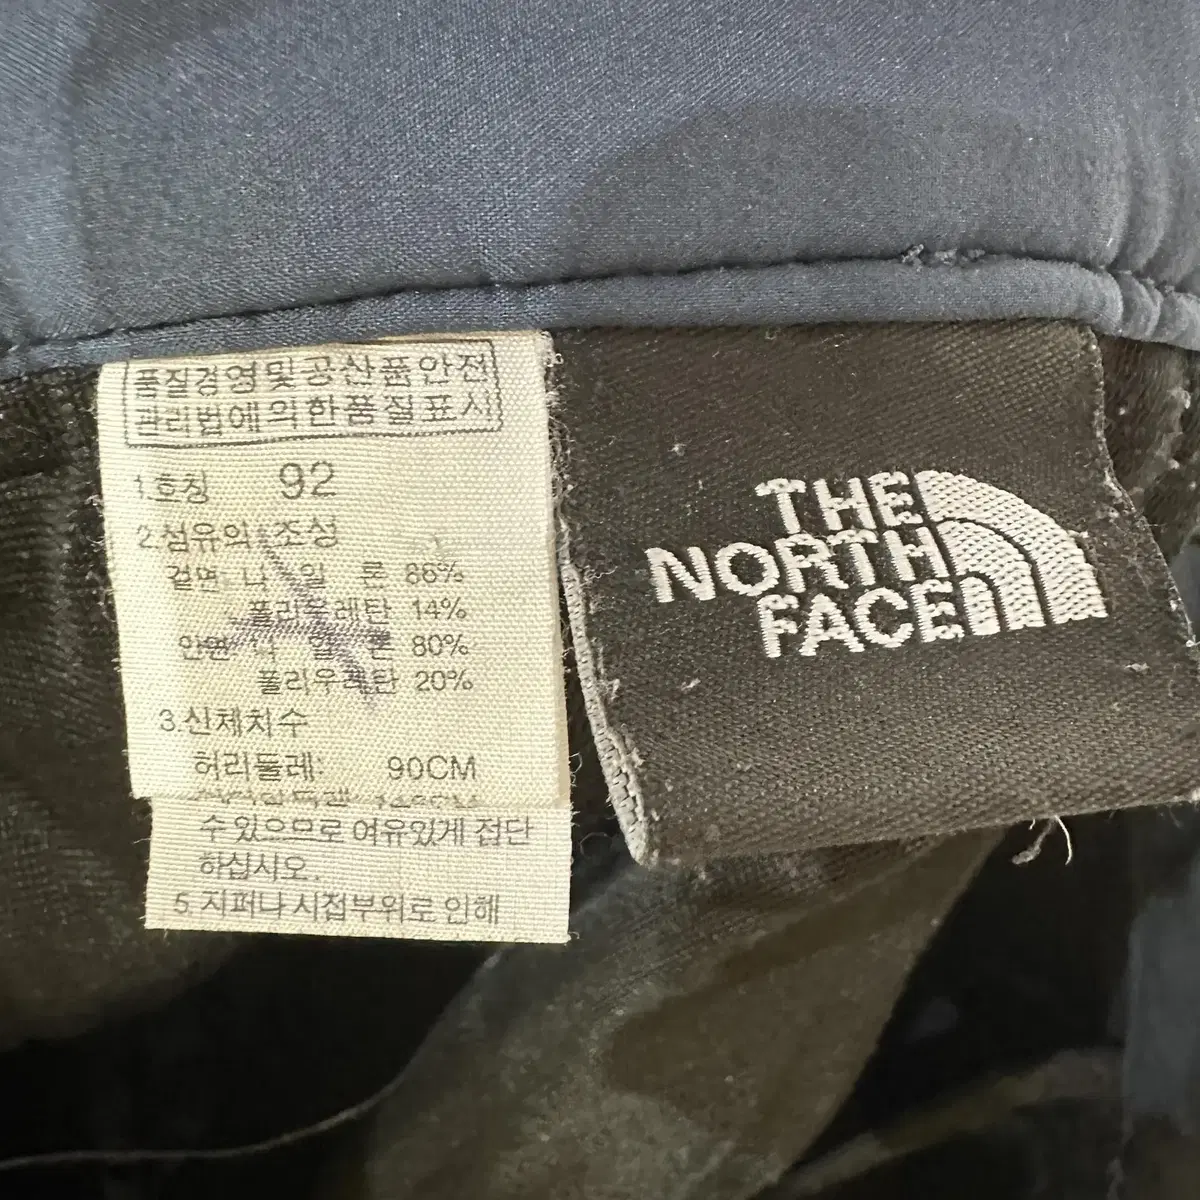 품질경영및공산품안전
관리법에의한품질표시
1.호칭 92
2.섬유의 조성
겉면 나 일 론 86%
폴리우레탄 14%
안면 나 일 론 80%
폴리우레탄 20%
3.신체치수
허리둘레: 90CM
수 있으므로 여유있게 접단
하십시오.
5.지퍼나 시접부위로 인해
THE
NORTH
FACE